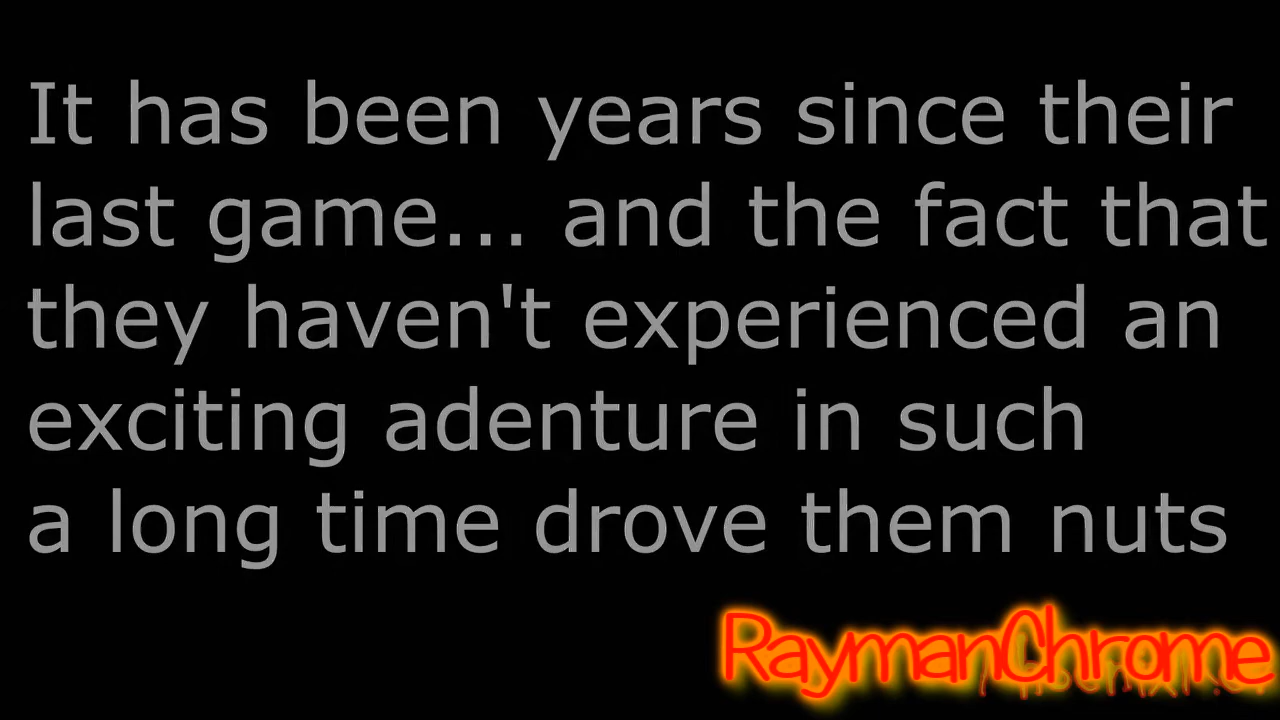 It has been years since their
last game... and the fact that
they haven't experienced an
exciting adenture in such
a long time drove them nuts
RaymanChrome